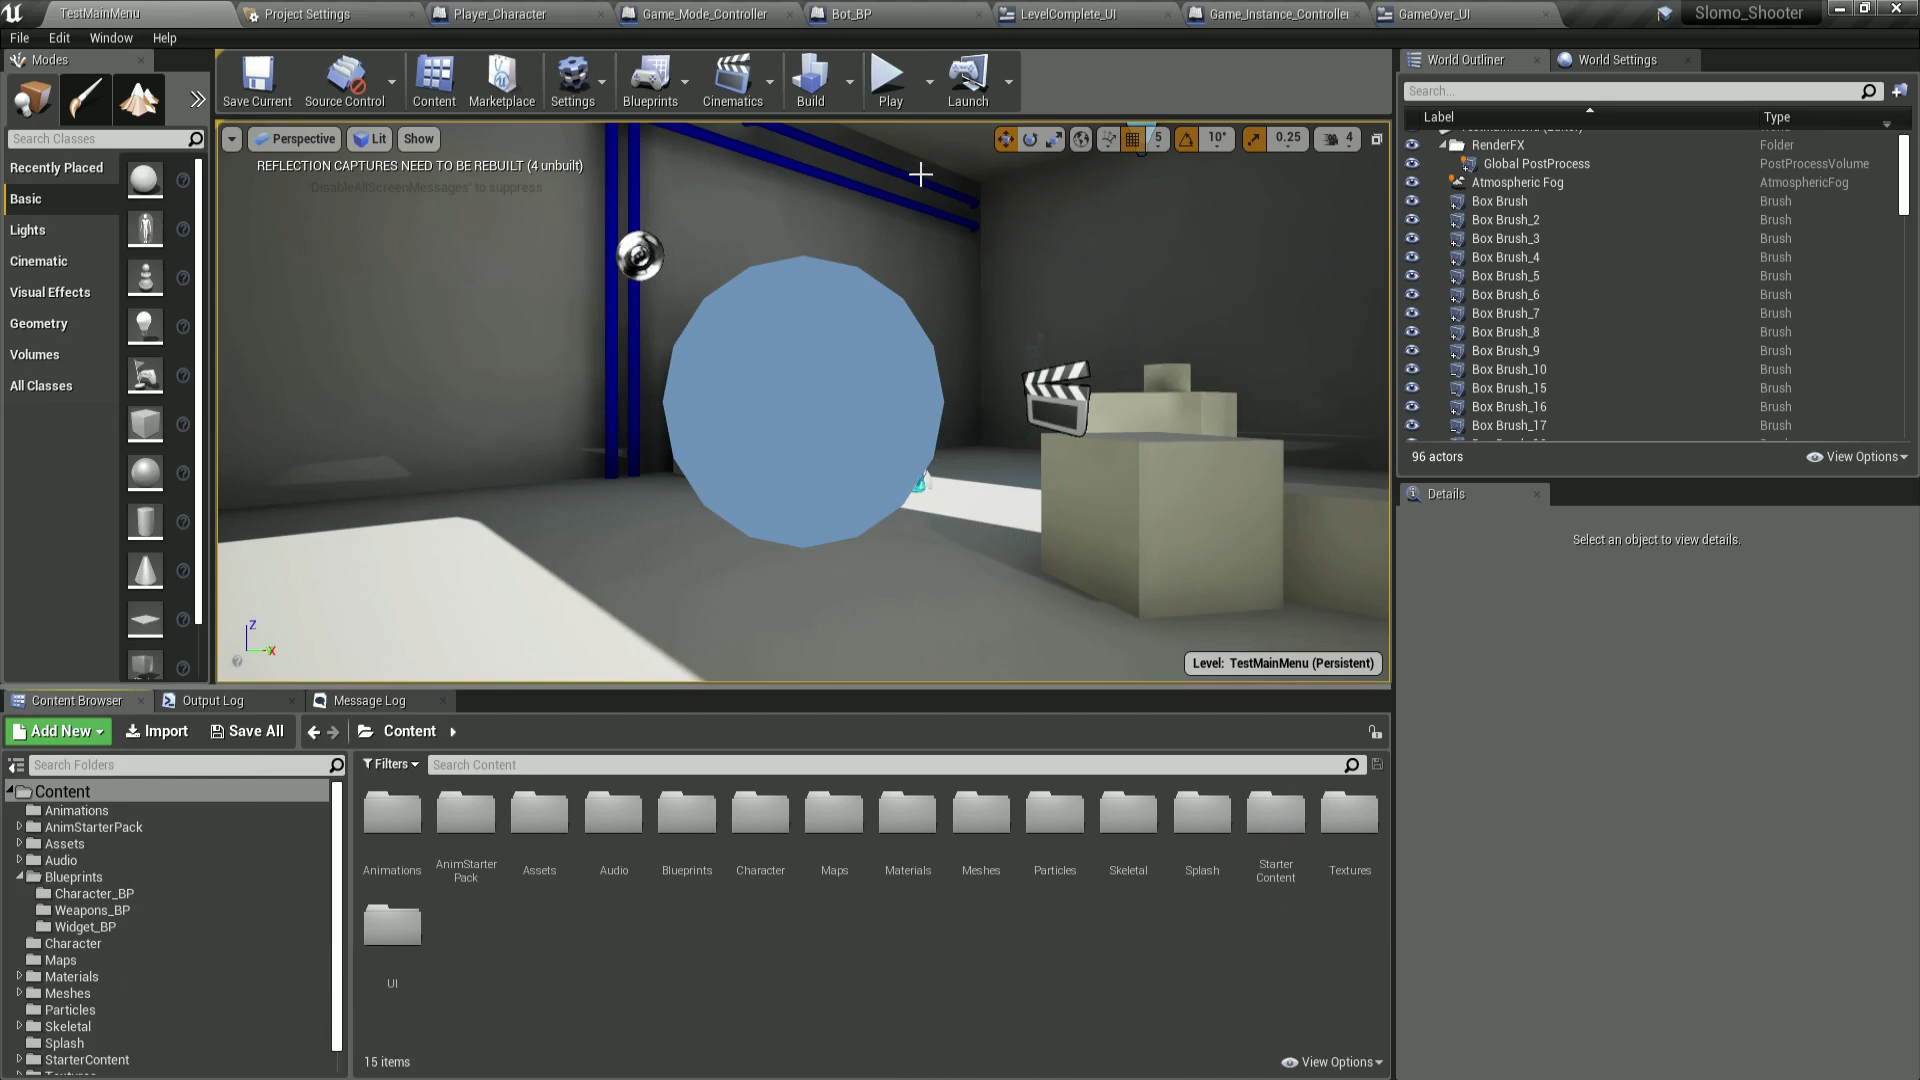 TestMainMenu
Project Settings
Player_Character
Game_Mode_Controller
Bot_BP
LevelComplete_UI
Game_Instance_Controller
GameOver_UI
Slomo_Shooter
File
Edit
Window
Help
Modes
Save Current
Source Control
Content
Marketplace
Settings
Blueprints
Cinematics
Build
Play
Launch
World Outliner
World Settings
Search Classes
Recently Placed
Basic
Lights
Cinematic
Visual Effects
Geometry
Volumes
All Classes
Perspective
Lit
Show
5
10°
0.25
4
REFLECTION CAPTURES NEED TO BE REBUILT (4 unbuilt)
'DisableAllScreenMessages' to suppress
Z
X
Level: TestMainMenu (Persistent)
Search...
Label
Type
RenderFX
Folder
Global PostProcess
PostProcessVolume
Atmospheric Fog
AtmosphericFog
Box Brush
Brush
Box Brush_2
Brush
Box Brush_3
Brush
Box Brush_4
Brush
Box Brush_5
Brush
Box Brush_6
Brush
Box Brush_7
Brush
Box Brush_8
Brush
Box Brush_9
Brush
Box Brush_10
Brush
Box Brush_15
Brush
Box Brush_16
Brush
Box Brush_17
Brush
96 actors
View Options
Details
Select an object to view details.
Content Browser
Output Log
Message Log
Add New
Import
Save All
Content
Search Folders
Filters
Search Content
Content
Animations
AnimStarterPack
Assets
Audio
Blueprints
Character_BP
Weapons_BP
Widget_BP
Character
Maps
Materials
Meshes
Particles
Skeletal
Splash
StarterContent
Animations
AnimStarter
Pack
Assets
Audio
Blueprints
Character
Maps
Materials
Meshes
Particles
Skeletal
Splash
Starter
Content
Textures
UI
15 items
View Options